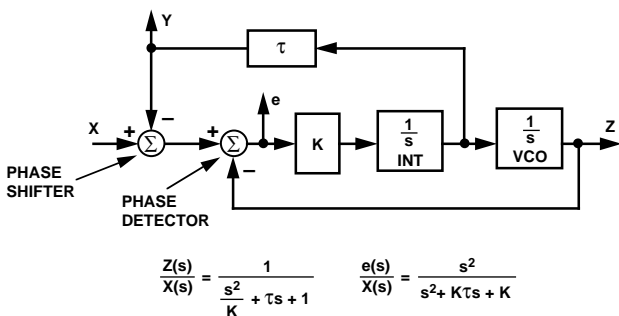 Y
τ
e
X
+
−
Σ
+
−
Σ
K
1
s
INT
1
s
VCO
Z
PHASE
SHIFTER
PHASE
DETECTOR
Z(s)/X(s) = 1/(s²/K + τs + 1)
e(s)/X(s) = s²/(s² + Kτs + K)